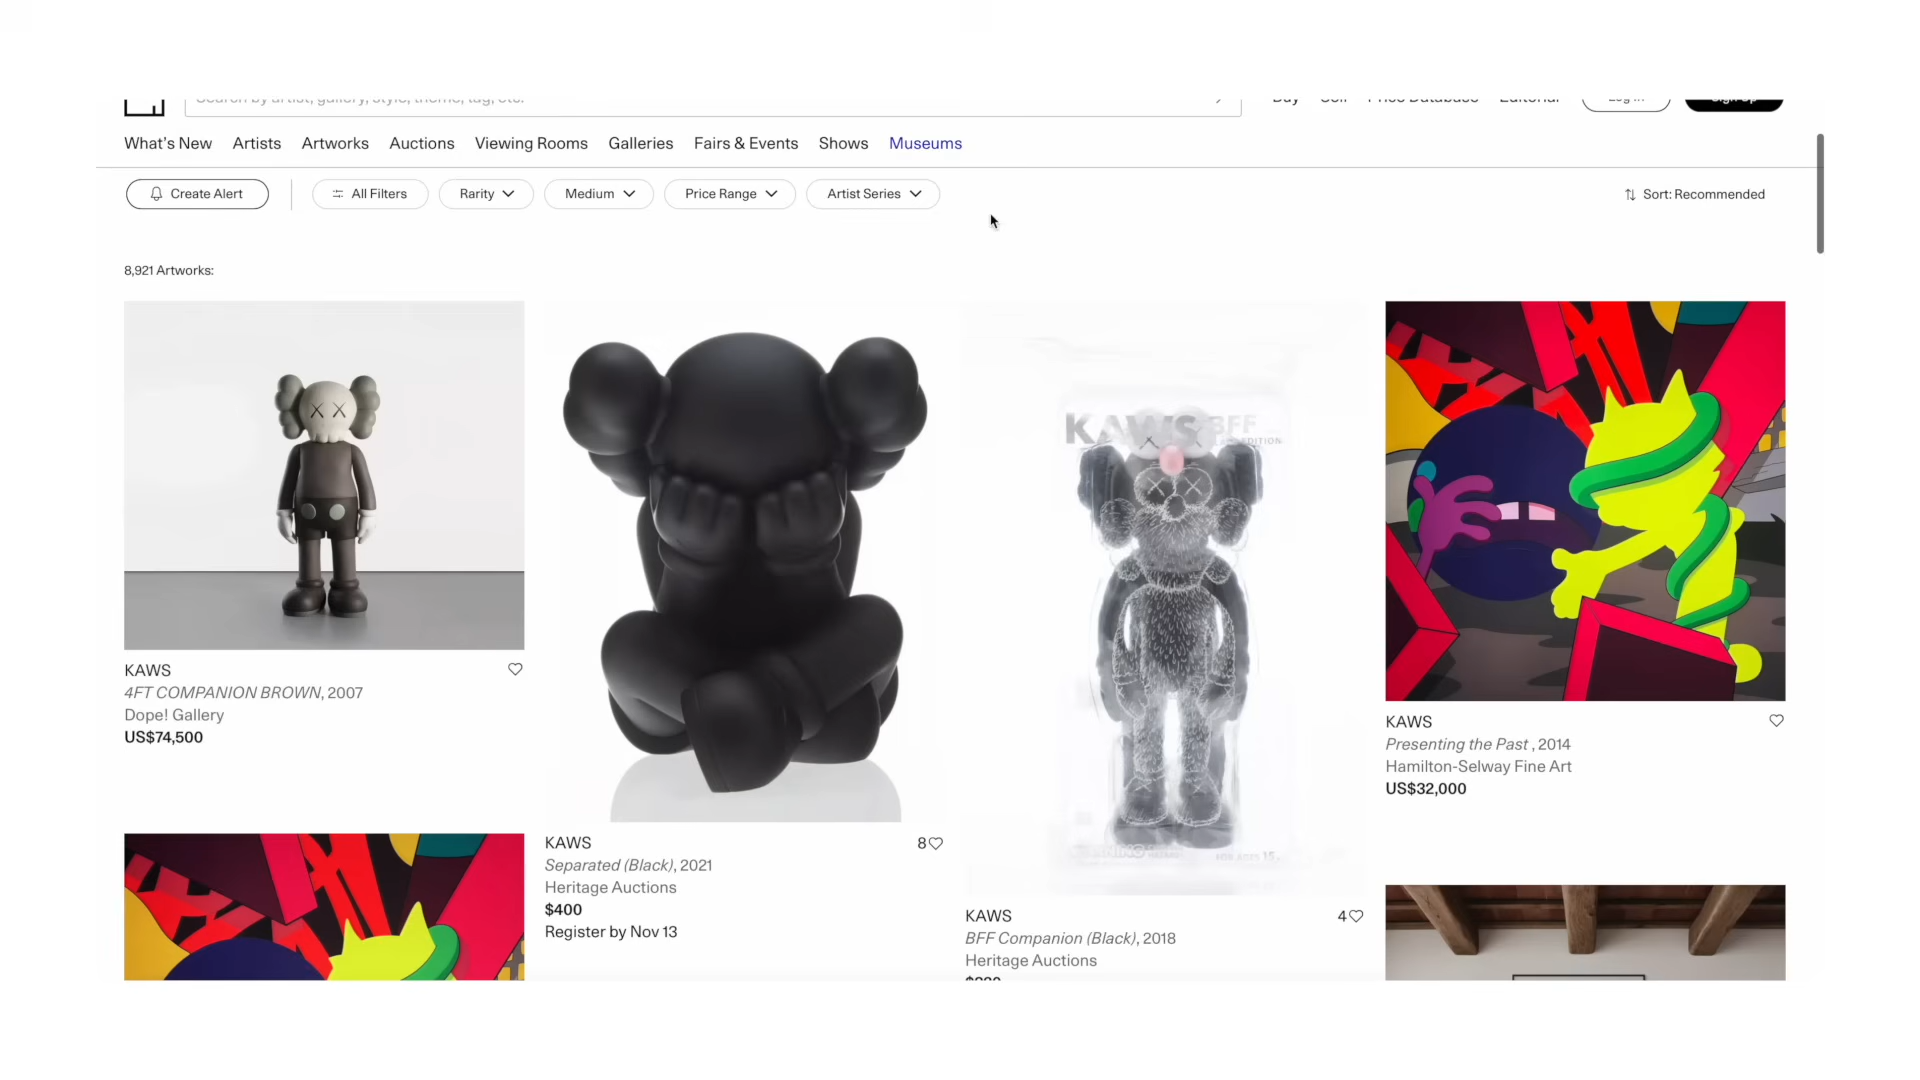 What's New Artists Artworks Auctions Viewing Rooms Galleries Fairs & Events Shows Museums
Create Alert All Filters Rarity Medium Price Range Artist Series Sort: Recommended
8,921 Artworks:
KAWS
4FT COMPANION BROWN, 2007
Dope! Gallery
US$74,500
KAWS 8
Separated (Black), 2021
Heritage Auctions
$400
Register by Nov 13
KAWS BFF
EDITION
KAWS 4
BFF Companion (Black), 2018
Heritage Auctions
KAWS
Presenting the Past , 2014
Hamilton-Selway Fine Art
US$32,000